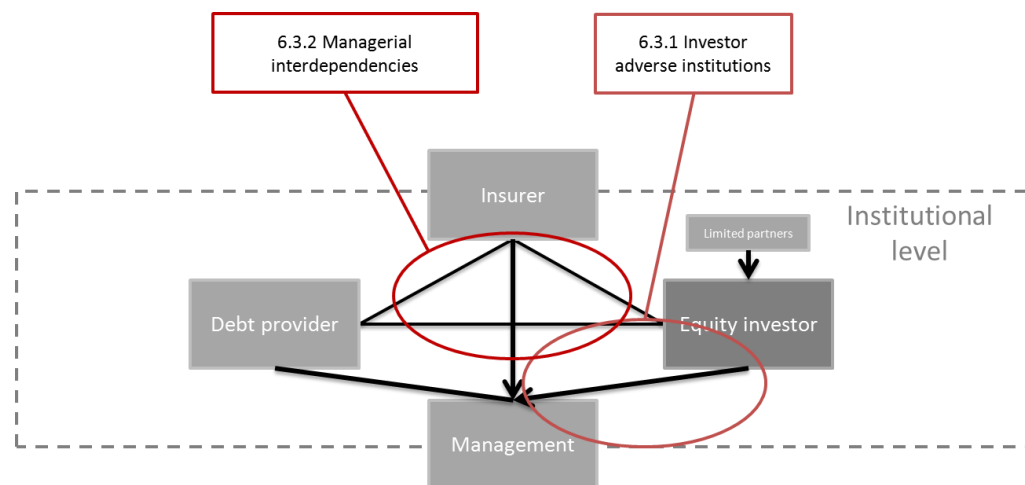 6.3.2 Managerial
interdependencies
6.3.1 Investor
adverse institutions
Insurer
Institutional
level
Limited partners
Debt provider
Equity investor
Management